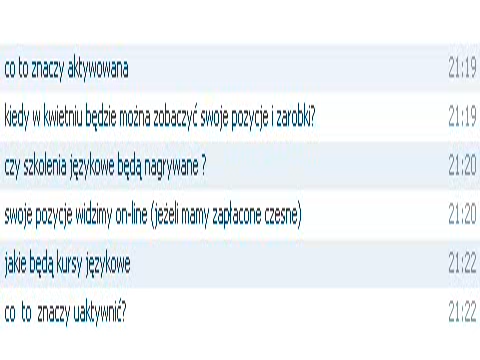 co to znaczy aktywowana 21:19
kiedy w kwietniu będzie można zobaczyć swoje pozycje i zarobki? 21:19
czy szkolenia językowe będą nagrywane ? 21:20
swoje pozycje widzimy on-line (jeżeli mamy zapłacone czesne) 21:20
jakie będą kursy językowe 21:22
co to znaczy uaktywnić? 21:22